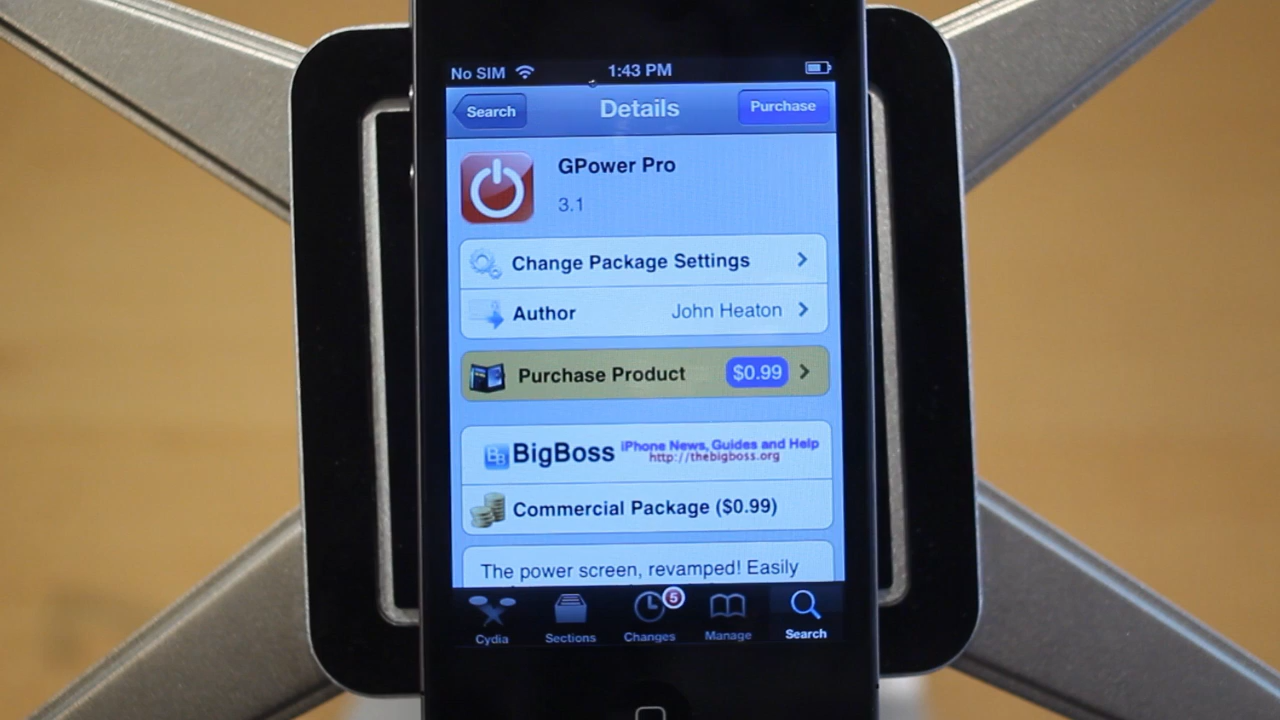 No SIM 1:43 PM
Search Details Purchase
GPower Pro
3.1
Change Package Settings
Author John Heaton
Purchase Product $0.99
BB BigBoss iPhone News, Guides and Help
http://thebigboss.org
Commercial Package ($0.99)
The power screen, revamped! Easily
5
Cydia Sections Changes Manage Search